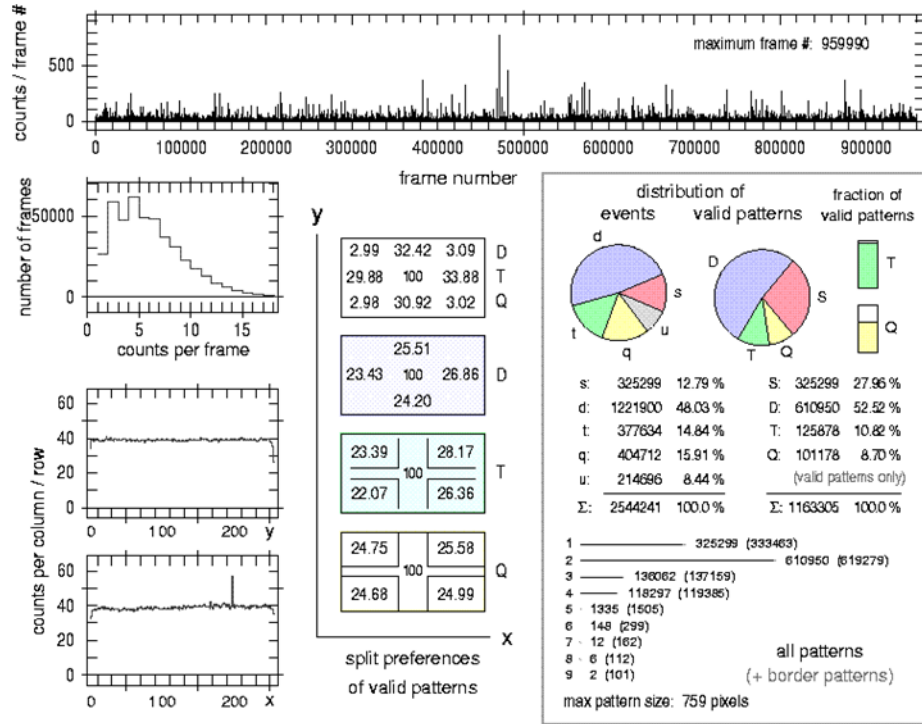 counts / frame #
500
0
maximum frame #: 959990
0 100000 200000 300000 400000 500000 600000 700000 800000 900000
frame number
number of frames
50000
0
0 5 10 15
counts per frame
counts per column / row
60
40
20
0
0 100 200 y
60
40
20
0
0 100 200 x
y
2.99 32.42 3.09 D
29.88 100 33.88 T
2.98 30.92 3.02 Q
25.51
23.43 100 26.86 D
24.20
23.39 28.17
100 T
22.07 26.36
24.75 25.58
100 Q
24.68 24.99
x
split preferences
of valid patterns
distribution of
events valid patterns
fraction of
valid patterns
d
s
u
q
t
D
S
Q
T
T
Q
s: 325299 12.79 % S: 325299 27.96 %
d: 1221900 48.03 % D: 610950 52.52 %
t: 377634 14.84 % T: 125878 10.82 %
q: 404712 15.91 % Q: 101178 8.70 %
u: 214696 8.44 % (valid patterns only)
Σ: 2544241 100.0 % Σ: 1163305 100.0 %
1 325299 (333463)
2 610950 (619279)
3 136062 (137159)
4 118297 (119385)
5 1335 (1505)
6 148 (299)
7 12 (162)
8 6 (112)
9 2 (101)
all patterns
(+ border patterns)
max pattern size: 759 pixels